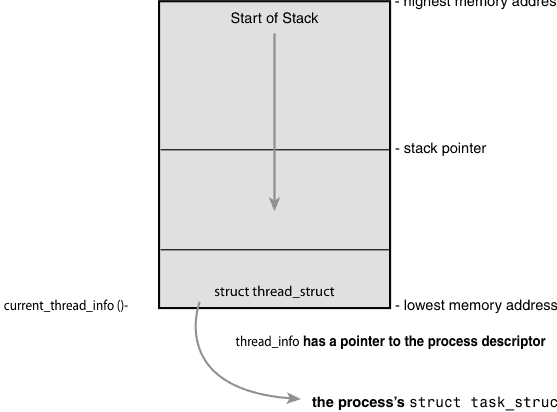 - highest memory addres
Start of Stack
- stack pointer
struct thread_struct
current_thread_info ()-
- lowest memory address
thread_info has a pointer to the process descriptor
the process's struct task_struc